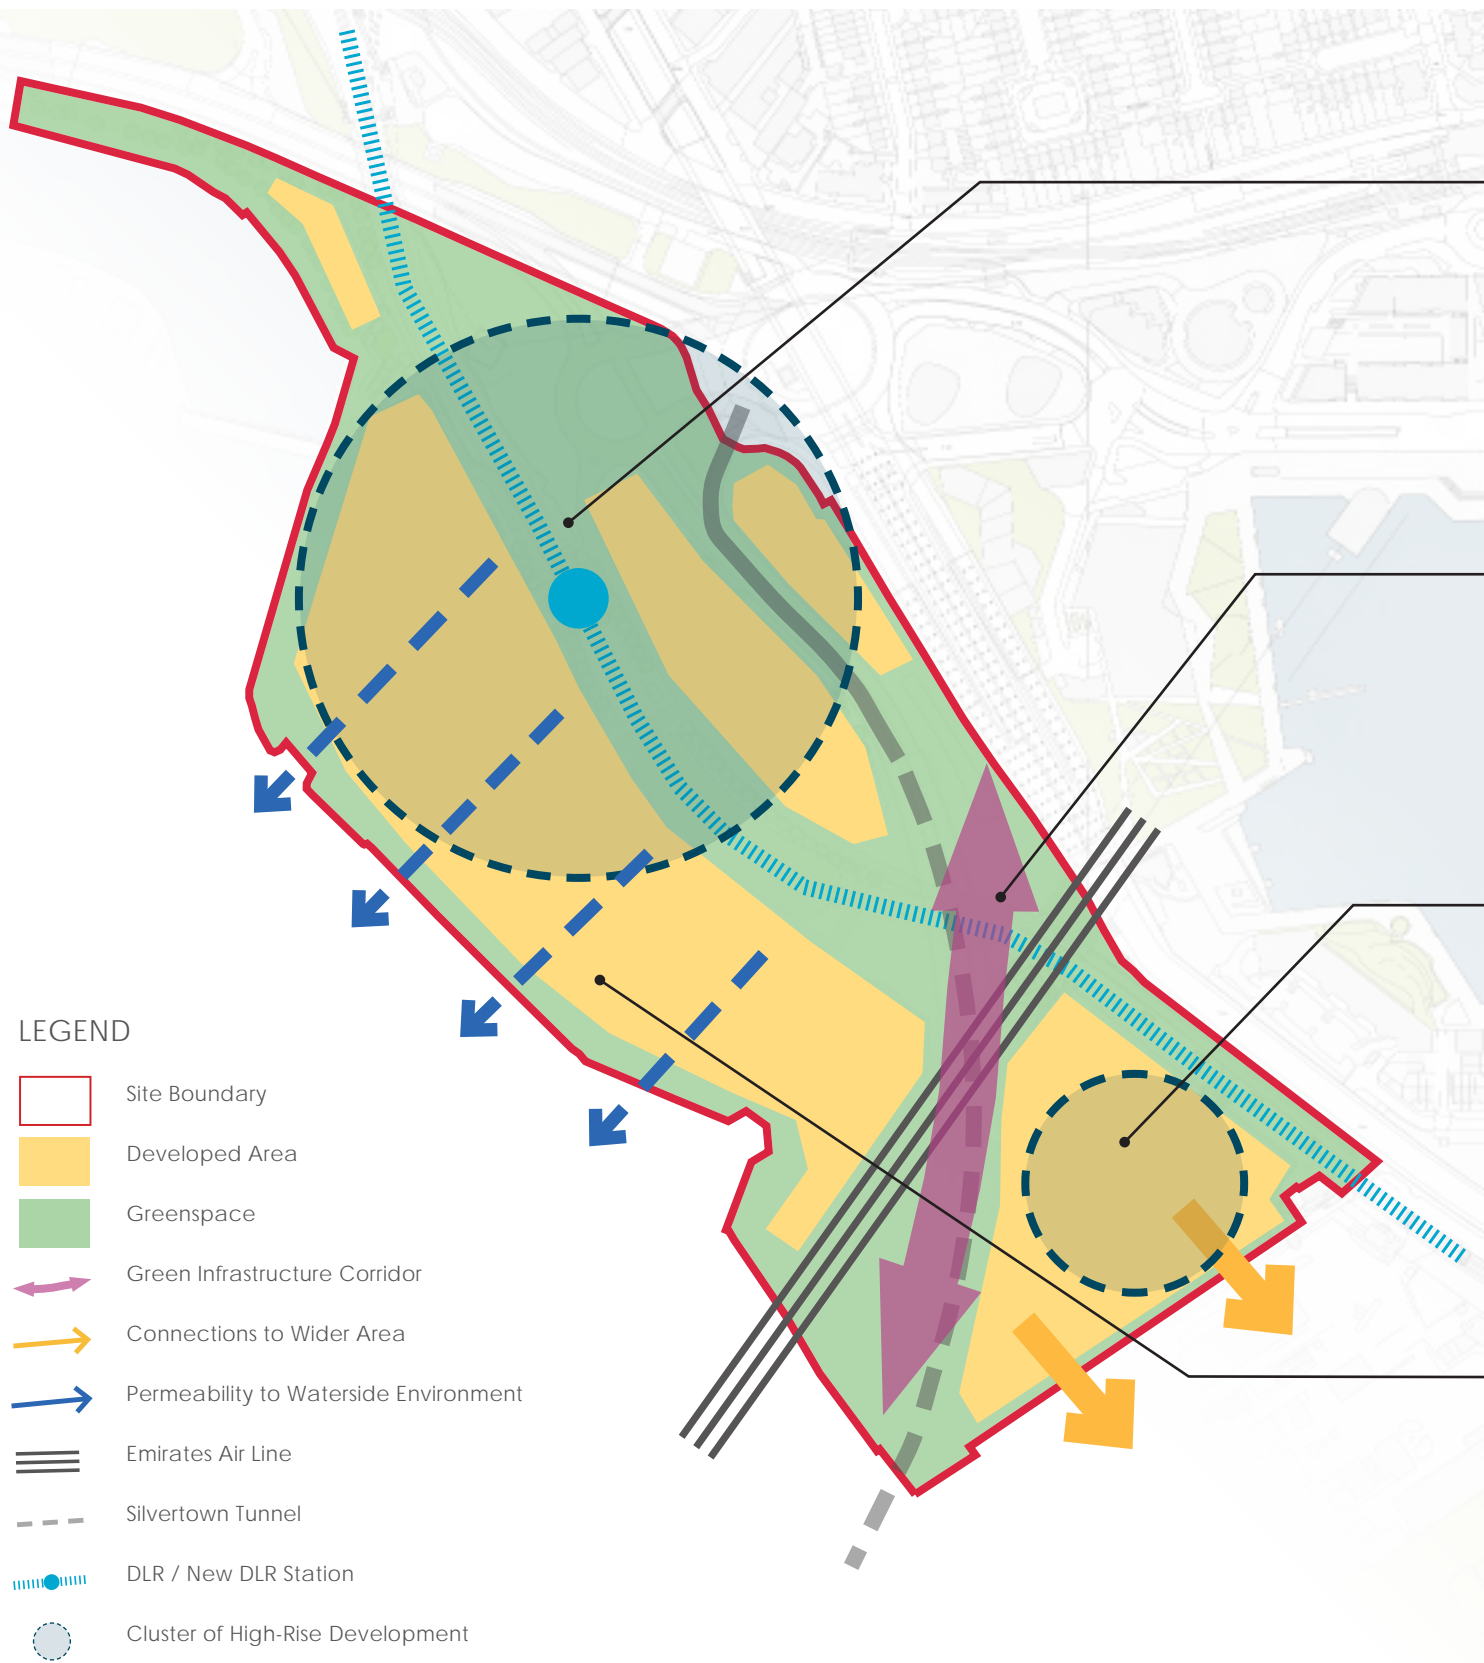 LEGEND
Site Boundary
Developed Area
Greenspace
Green Infrastructure Corridor
Connections to Wider Area
Permeability to Waterside Environment
Emirates Air Line
Silvertown Tunnel
DLR / New DLR Station
Cluster of High-Rise Development